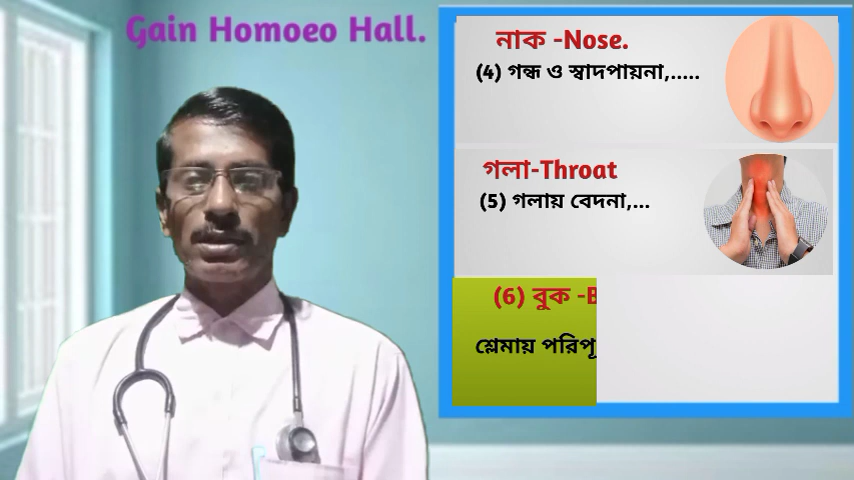 Gain Homoeo Hall.
নাক -Nose.
(4) গন্ধ ও স্বাদপায়না,.....
গলা-Throat
(5) গলায় বেদনা,...
(6) বুক -B
শ্লেমায় পরিপূ